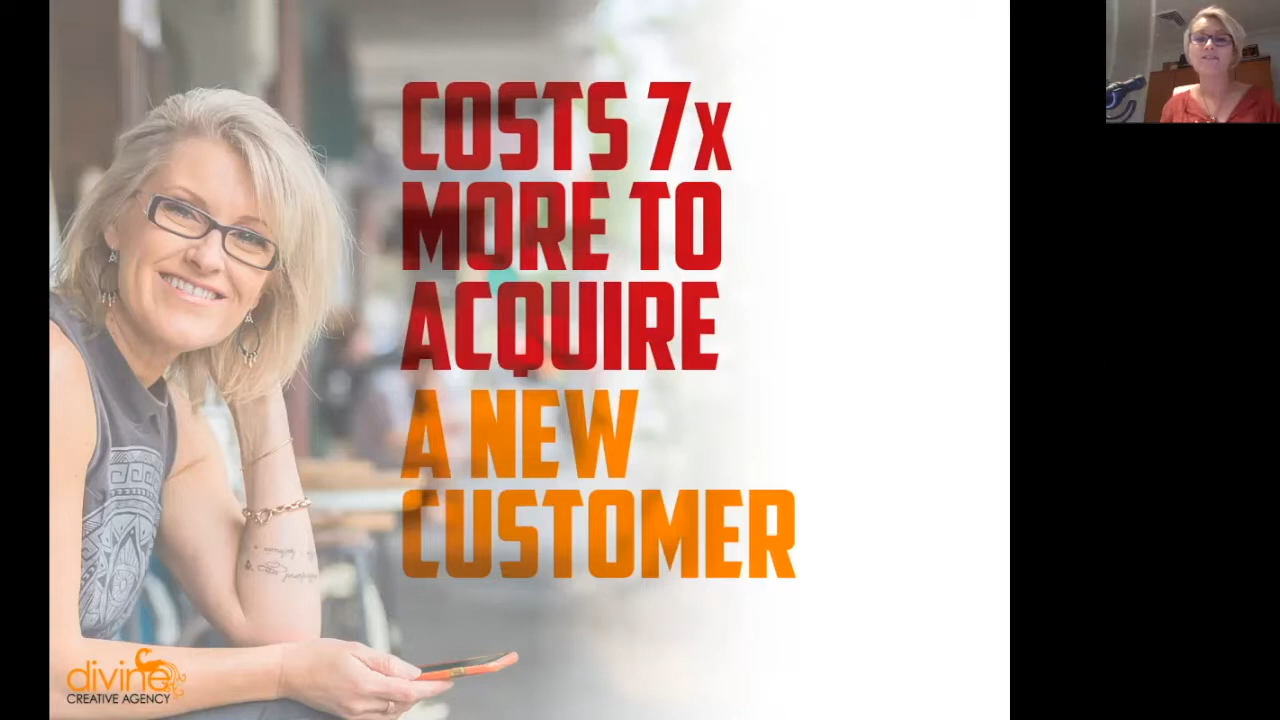 COSTS 7x
MORE TO
ACQUIRE
A NEW
CUSTOMER
divine
CREATIVE AGENCY